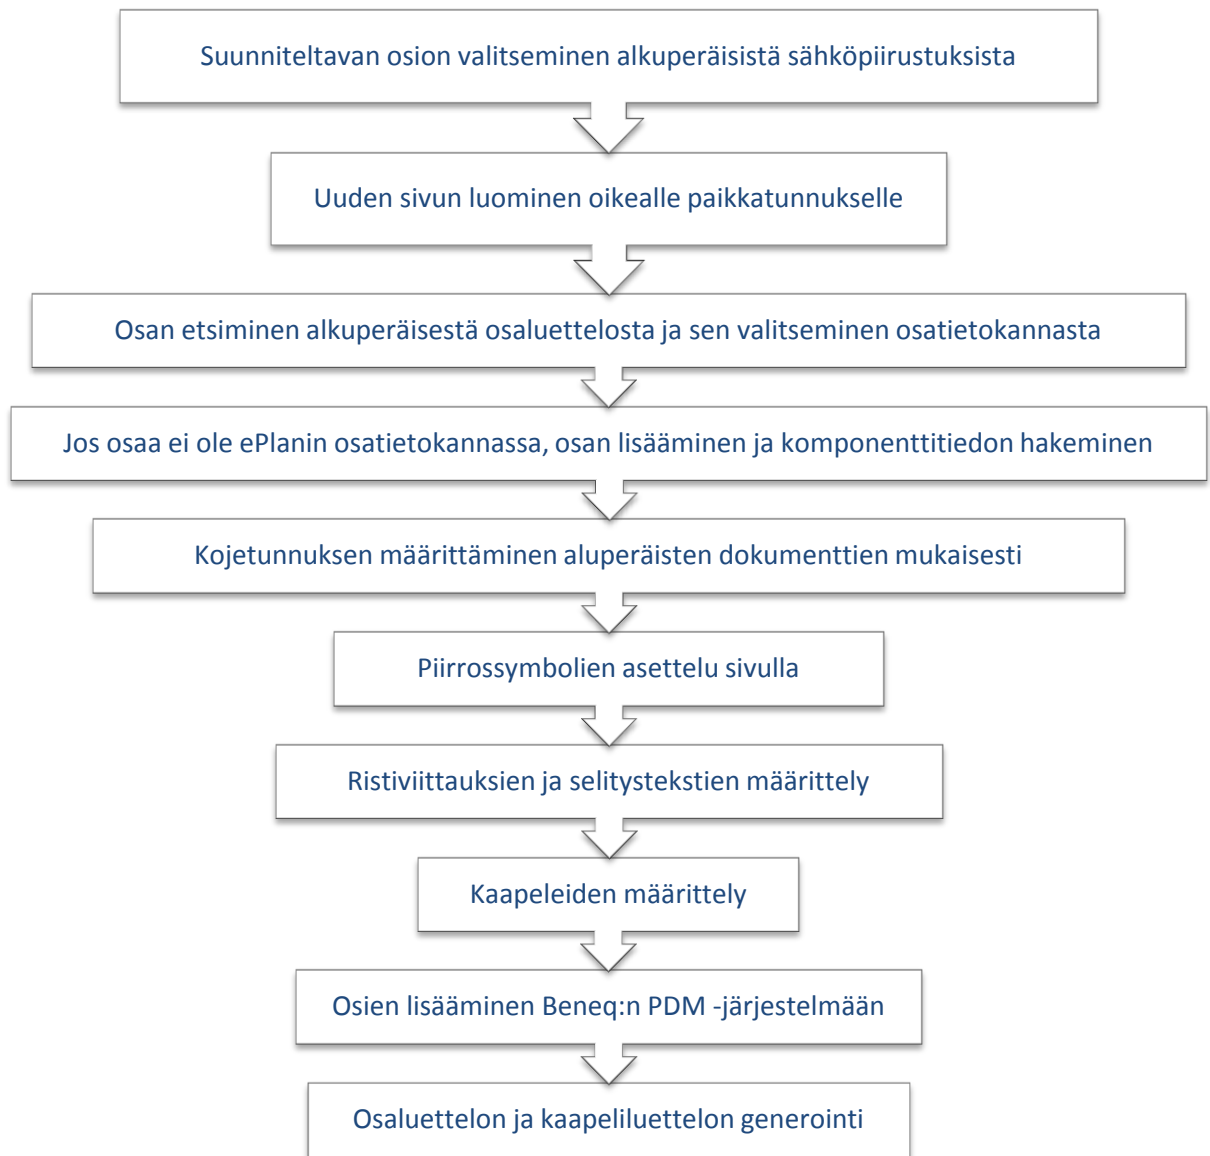 Suunniteltavan osion valitseminen alkuperäisistä sähköpiirustuksista
Uuden sivun luominen oikealle paikkatunnukselle
Osan etsiminen alkuperäisestä osaluettelosta ja sen valitseminen osatietokannasta
Jos osaa ei ole ePlanin osatietokannassa, osan lisääminen ja komponenttitiedon hakeminen
Kojetunnuksen määrittäminen aluperäisten dokumenttien mukaisesti
Piirrossymbolien asettelu sivulla
Ristiviittauksien ja selitystekstien määrittely
Kaapeleiden määrittely
Osien lisääminen Beneq:n PDM -järjestelmään
Osaluettelon ja kaapeliluettelon generointi